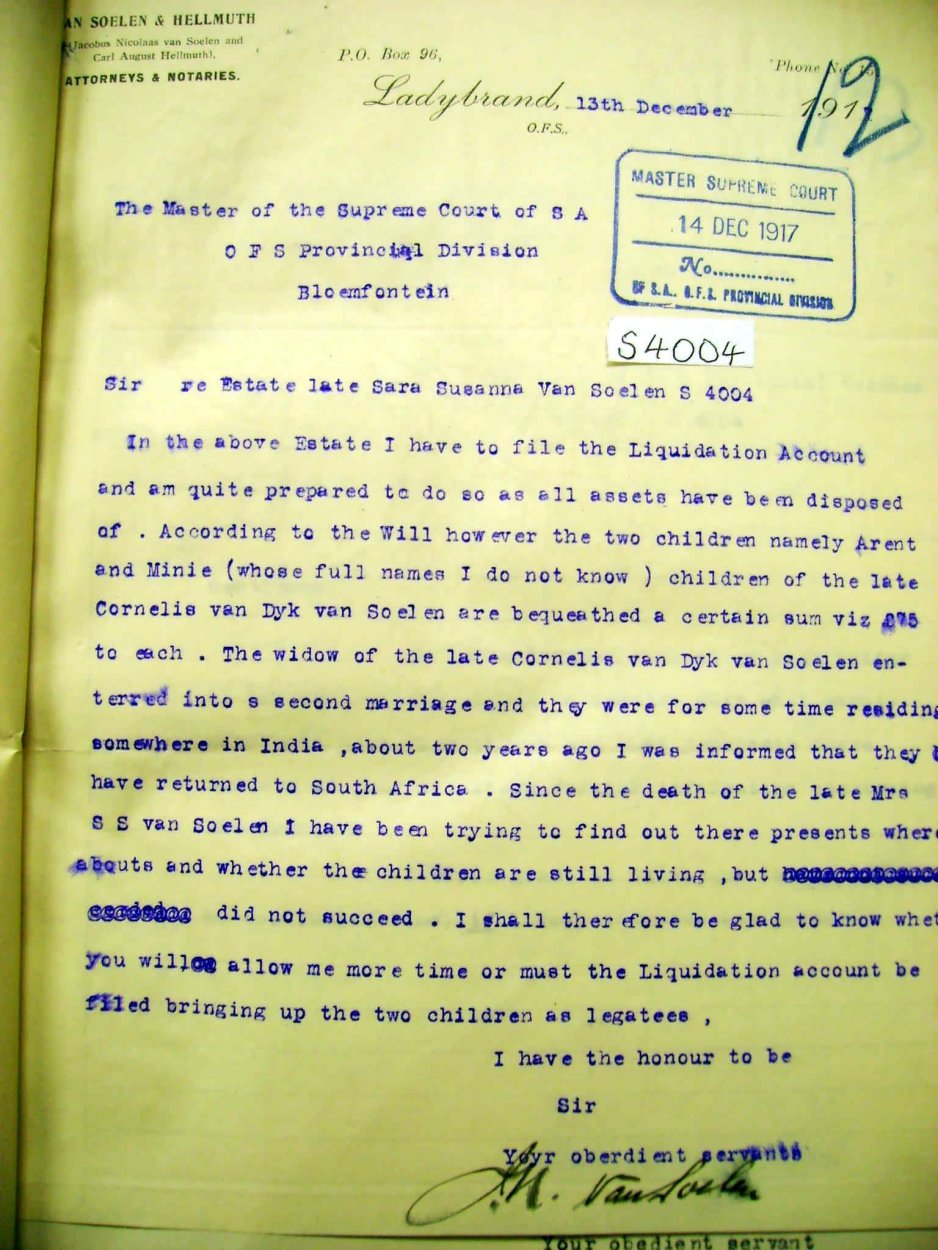 AN SOELEN & HELLMUTH
(Jacobus Nicolaas van Soelen and
Carl August Hellmuth),
ATTORNEYS & NOTARIES.
P.O. Box 96,
Phone No.
12
Ladybrand, 13th December 191
O.F.S.,
MASTER SUPREME COURT
14 DEC 1917
No..............
OF S.A., O.F.S. PROVINCIAL DIVISION
The Master of the Supreme Court of S A
O F S Provincial Division
Bloemfontein
S4004
Sir re Estate late Sara Susanna Van Soelen S 4004
In the above Estate I have to file the Liquidation Account
and am quite prepared to do so as all assets have been disposed
of . According to the Will however the two children namely Arent
and Minie (whose full names I do not know ) children of the late
Cornelis van Dyk van Soelen are bequeathed a certain sum viz £75
to each . The widow of the late Cornelis van Dyk van Soelen en-
terred into s second marriage and they were for some time residing
somewhere in India ,about two years ago I was informed that they
have returned to South Africa . Since the death of the late Mrs
S S van Soelen I have been trying to find out there presents where
abouts and whether the children are still living ,but
did not succeed . I shall therefore be glad to know whet
you will allow me more time or must the Liquidation account be
filed bringing up the two children as legatees ,
I have the honour to be
Sir
Yoyr oberdient servants
J.N. van Soelen
Your obedient servant